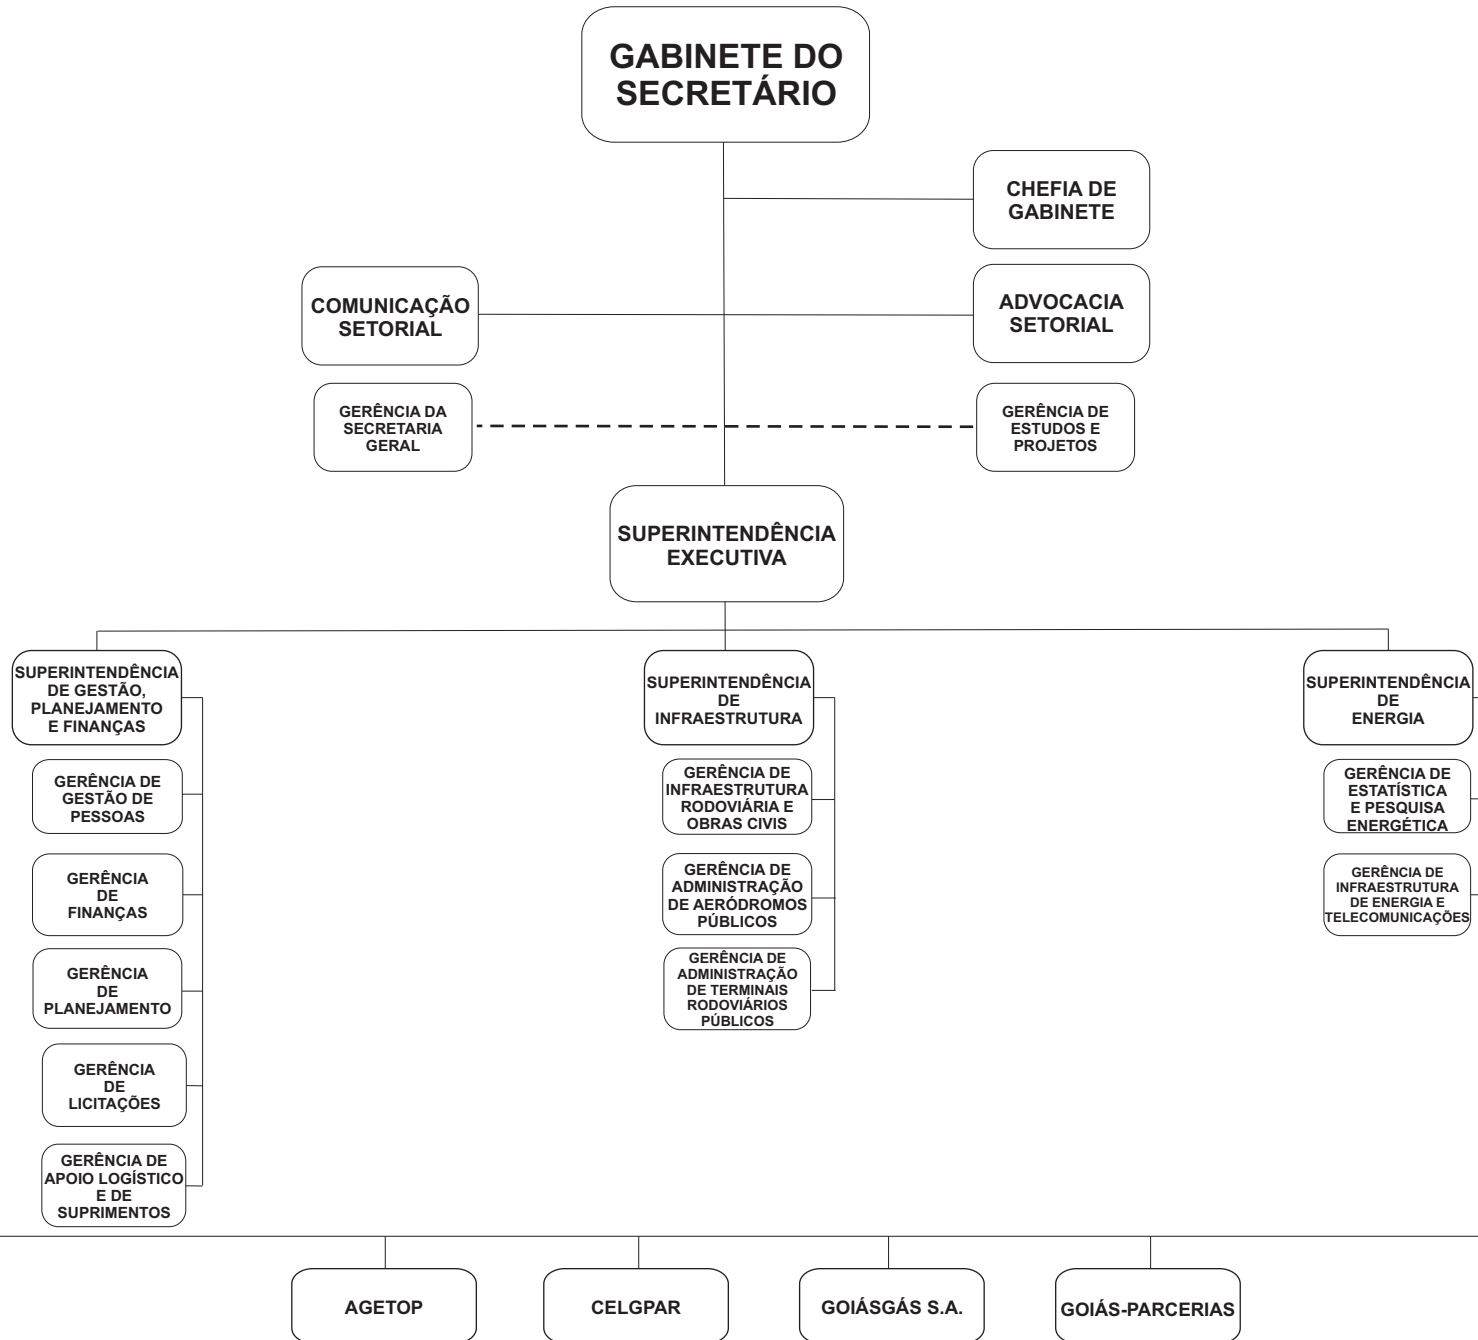 GABINETE DO
SECRETÁRIO
CHEFIA DE
GABINETE
COMUNICAÇÃO
SETORIAL
ADVOCACIA
SETORIAL
GERÊNCIA DA
SECRETARIA
GERAL
GERÊNCIA DE
ESTUDOS E
PROJETOS
SUPERINTENDÊNCIA
EXECUTIVA
SUPERINTENDÊNCIA
DE GESTÃO,
PLANEJAMENTO
E FINANÇAS
GERÊNCIA DE
GESTÃO DE
PESSOAS
GERÊNCIA
DE
FINANÇAS
GERÊNCIA
DE
PLANEJAMENTO
GERÊNCIA
DE
LICITAÇÕES
GERÊNCIA DE
APOIO LOGÍSTICO
E DE
SUPRIMENTOS
SUPERINTENDÊNCIA
DE
INFRAESTRUTURA
GERÊNCIA DE
INFRAESTRUTURA
RODOVIÁRIA E
OBRAS CIVIS
GERÊNCIA DE
ADMINISTRAÇÃO
DE AERÓDROMOS
PÚBLICOS
GERÊNCIA DE
ADMINISTRAÇÃO
DE TERMINAIS
RODOVIÁRIOS
PÚBLICOS
SUPERINTENDÊNCIA
DE
ENERGIA
GERÊNCIA DE
ESTATÍSTICA
E PESQUISA
ENERGÉTICA
GERÊNCIA DE
INFRAESTRUTURA
DE ENERGIA E
TELECOMUNICAÇÕES
AGETOP
CELGPAR
GOIÁSGÁS S.A.
GOIÁS-PARCERIAS